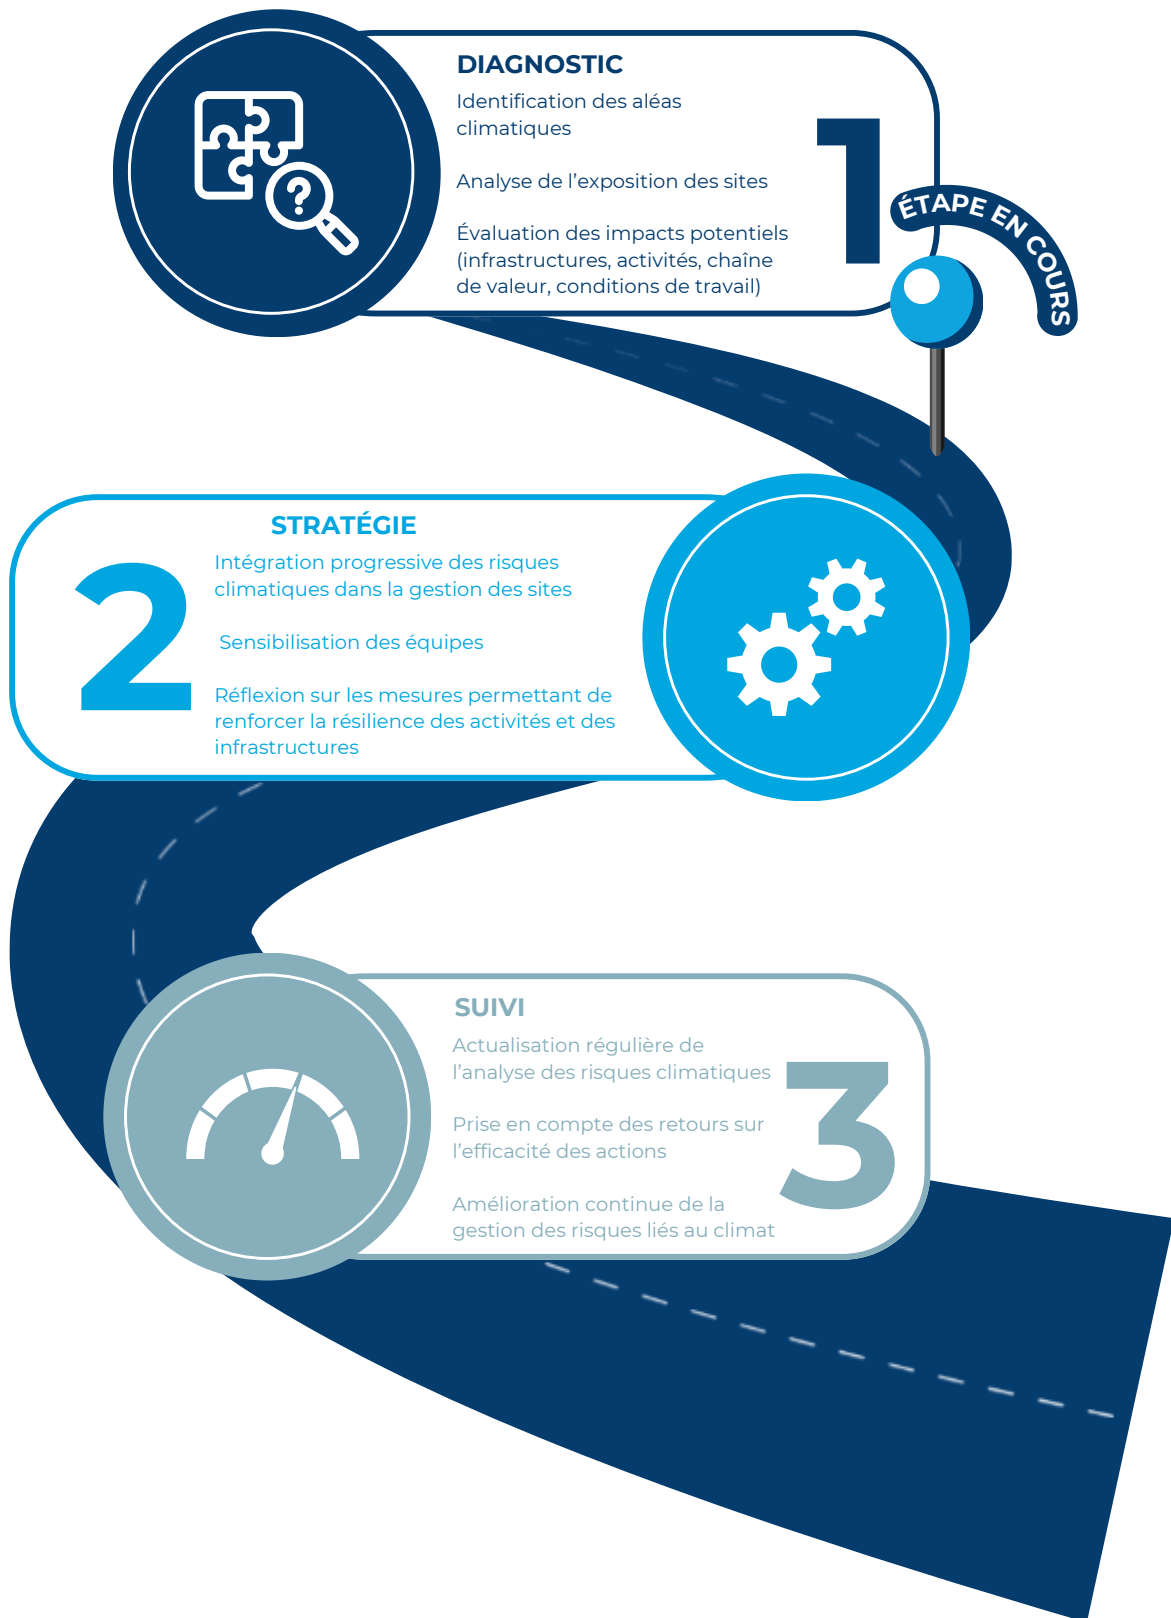 DIAGNOSTIC
Identification des aléas
climatiques
Analyse de l’exposition des sites
Évaluation des impacts potentiels
(infrastructures, activités, chaîne
de valeur, conditions de travail)
1
ÉTAPE EN COURS
STRATÉGIE
2
Intégration progressive des risques
climatiques dans la gestion des sites
Sensibilisation des équipes
Réflexion sur les mesures permettant de
renforcer la résilience des activités et des
infrastructures
SUIVI
Actualisation régulière de
l’analyse des risques climatiques
Prise en compte des retours sur
l’efficacité des actions
Amélioration continue de la
gestion des risques liés au climat
3
?